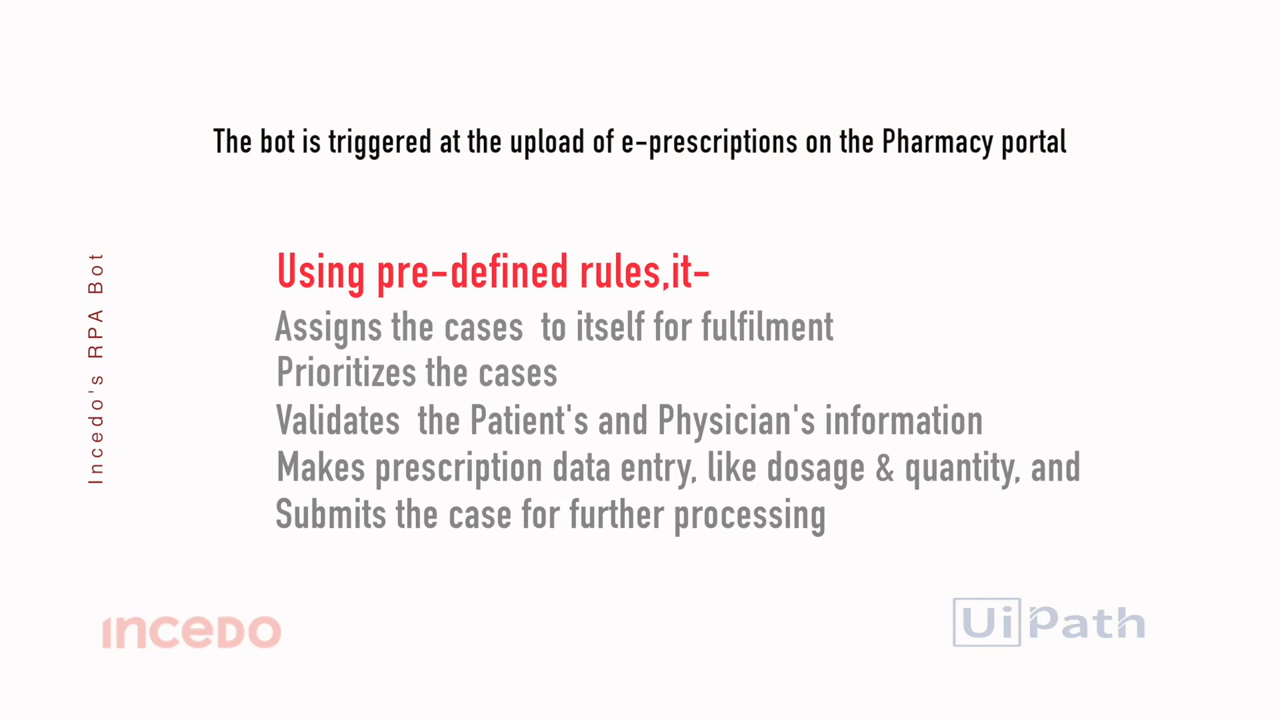 The bot is triggered at the upload of e-prescriptions on the Pharmacy portal
Incedo's RPA Bot
Using pre-defined rules,it-
Assigns the cases  to itself for fulfilment
Prioritizes the cases
Validates  the Patient's and Physician's information
Makes prescription data entry, like dosage & quantity, and
Submits the case for further processing
INCEDO
UiPath